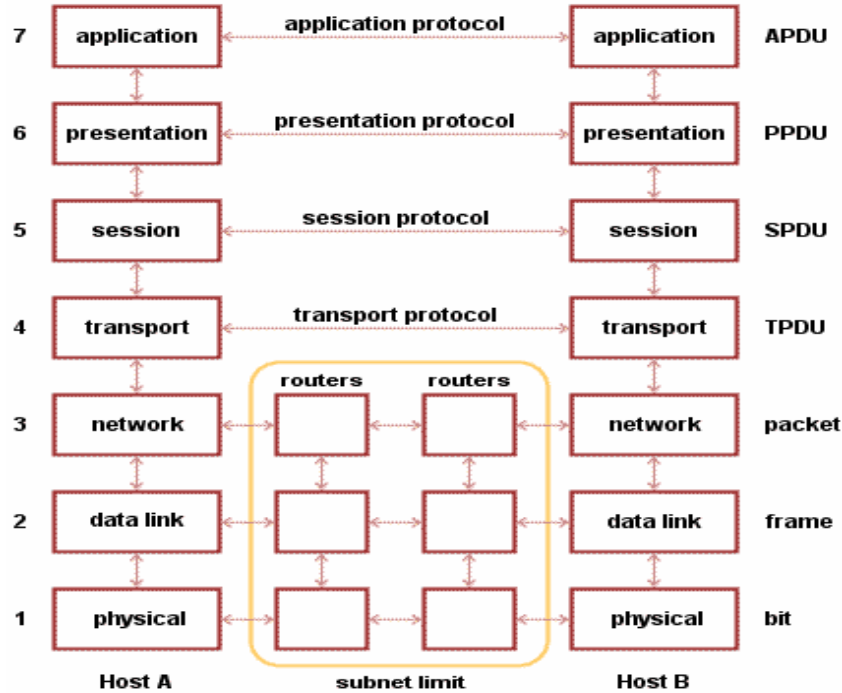 7 application application protocol application APDU
6 presentation presentation protocol presentation PPDU
5 session session protocol session SPDU
4 transport transport protocol transport TPDU
routers routers
3 network network packet
2 data link data link frame
1 physical physical bit
Host A subnet limit Host B